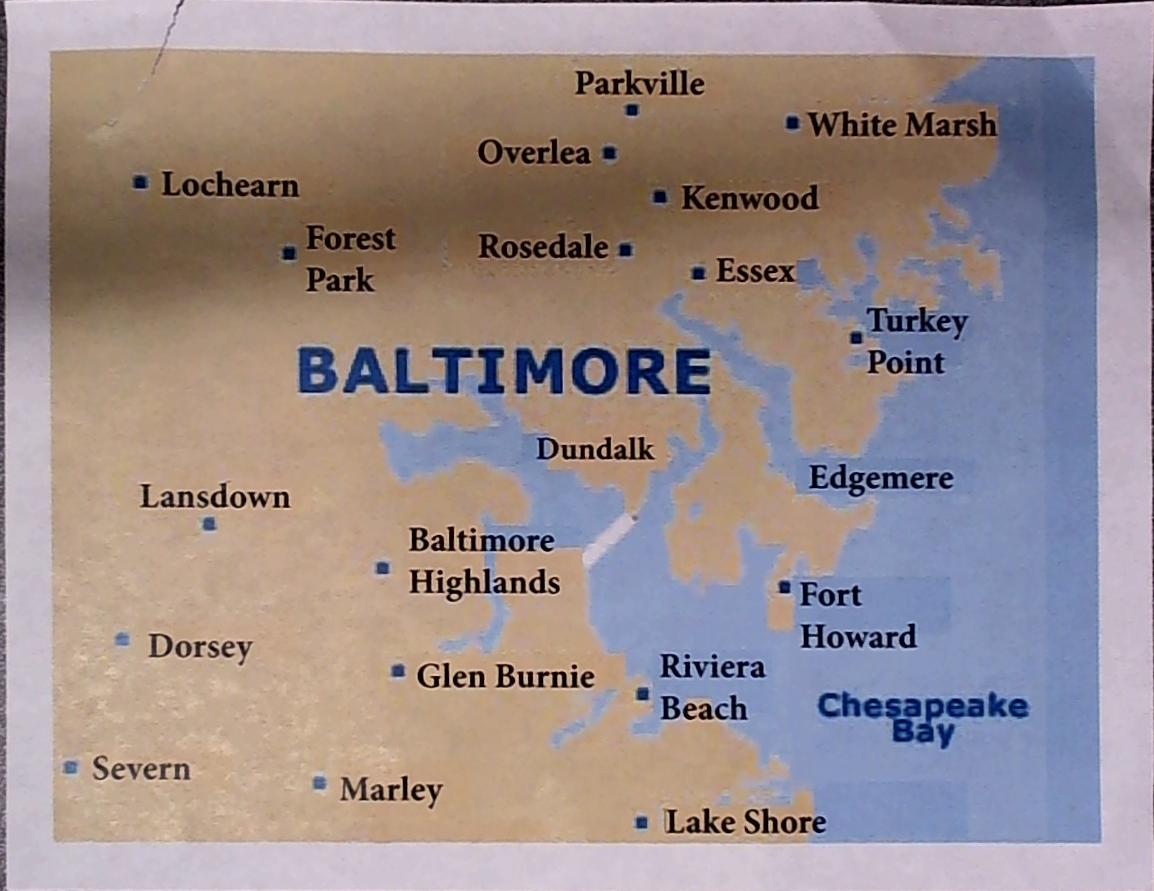 Parkville
White Marsh
Overlea
Lochearn
Kenwood
Forest
Park
Rosedale
Essex
Turkey
Point
BALTIMORE
Dundalk
Edgemere
Lansdown
Baltimore
Highlands
Fort
Howard
Dorsey
Glen Burnie
Riviera
Beach
Chesapeake
Bay
Severn
Marley
Lake Shore